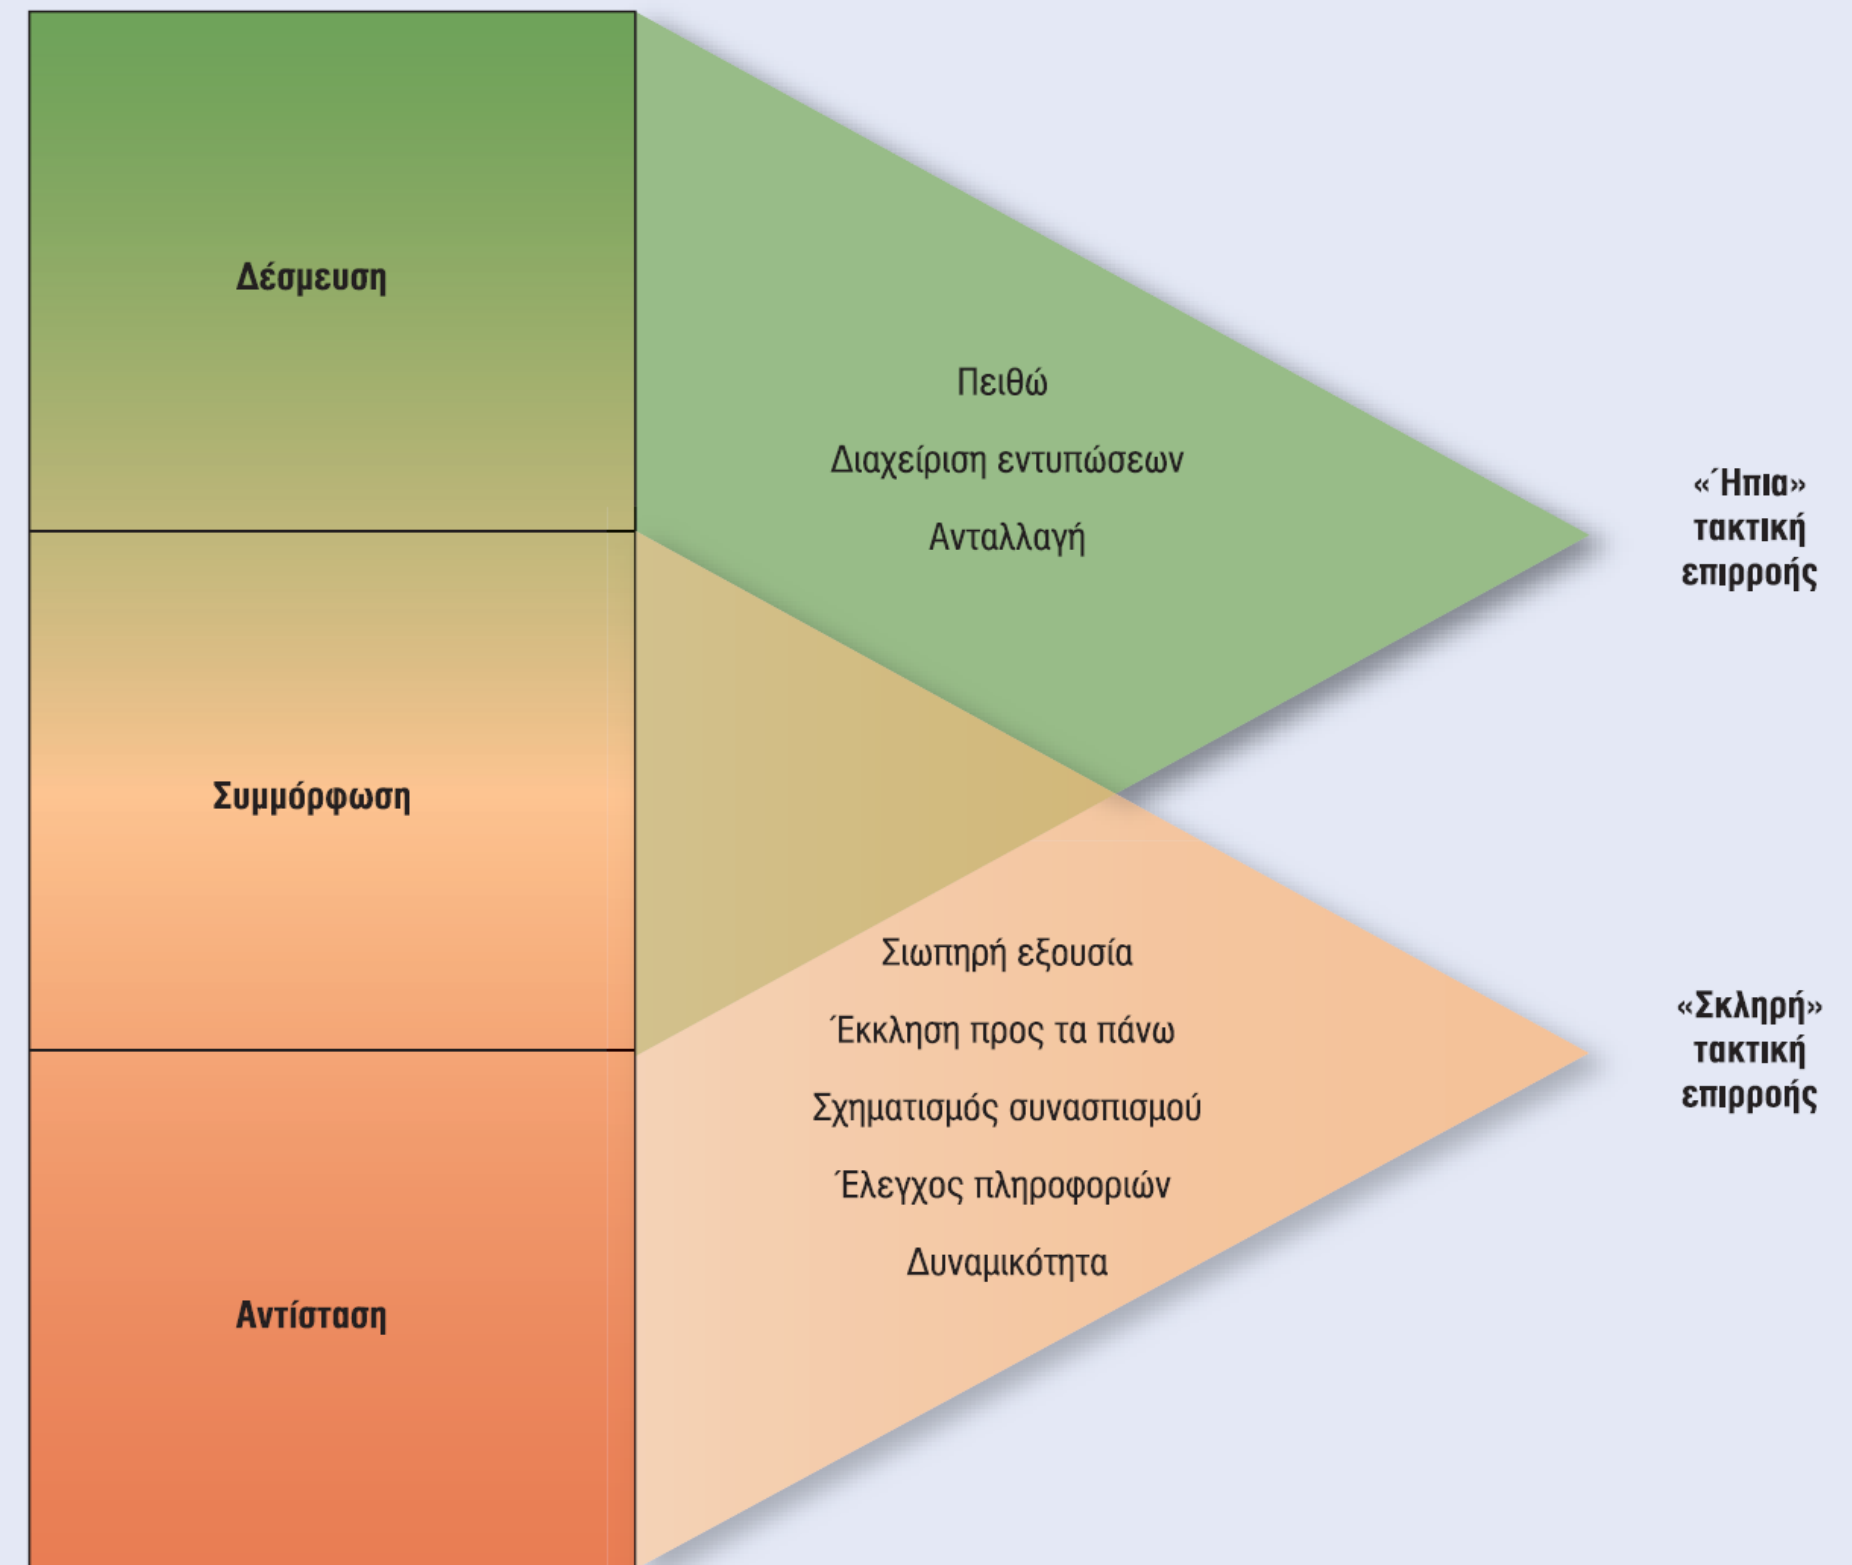 Δέσμευση
Πειθώ
Διαχείριση εντυπώσεων
Ανταλλαγή
«Ήπια»
τακτική
επιρροής
Συμμόρφωση
Σιωπηρή εξουσία
Έκκληση προς τα πάνω
Σχηματισμός συνασπισμού
Έλεγχος πληροφοριών
Δυναμικότητα
«Σκληρή»
τακτική
επιρροής
Αντίσταση